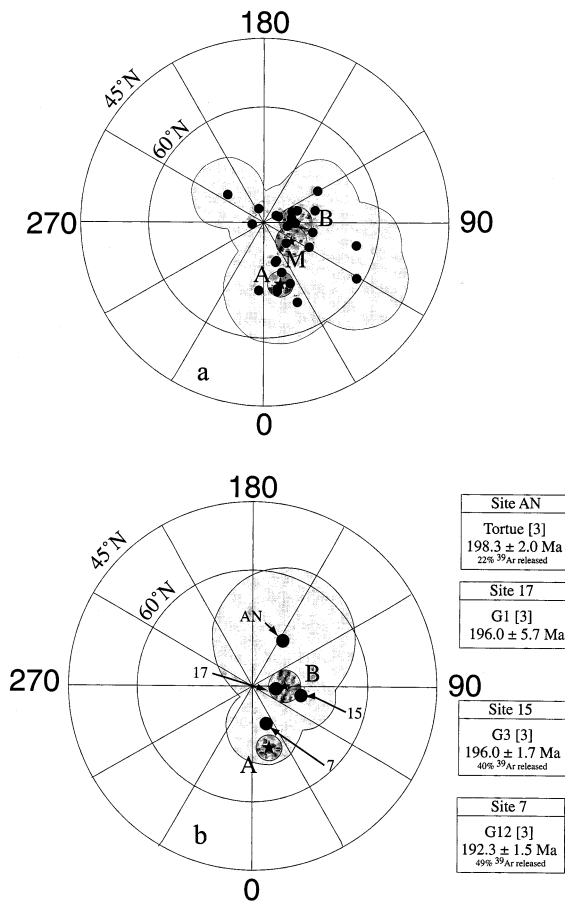 180
45°N
60°N
270
B
90
M
A
a
0
180
45°N
60°N
AN
270
17
B
90
15
A
7
b
0
Site AN
Tortue [3]
198.3 ± 2.0 Ma
22% ³⁹Ar released
Site 17
G1 [3]
196.0 ± 5.7 Ma
Site 15
G3 [3]
196.0 ± 1.7 Ma
40% ³⁹Ar released
Site 7
G12 [3]
192.3 ± 1.5 Ma
49% ³⁹Ar released